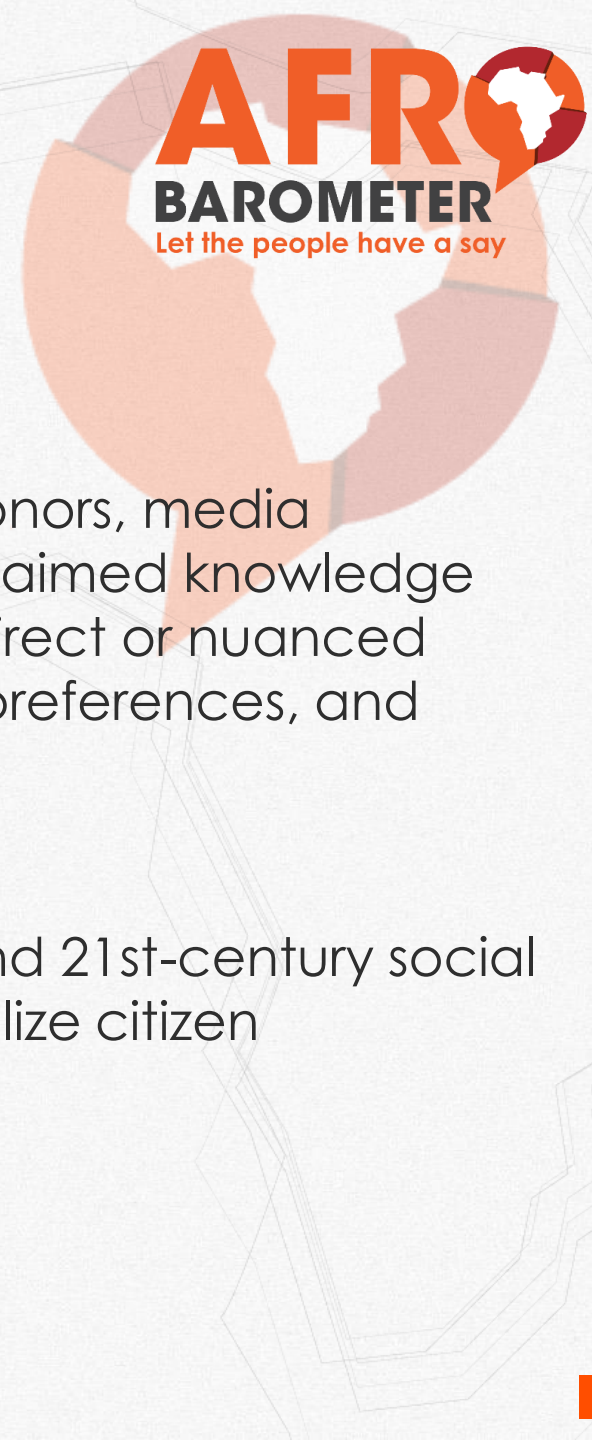 AFRO
BAROMETER
Let the people have a say
onors, media
aimed knowledge
irect or nuanced
preferences, and
nd 21st-century social
lize citizen